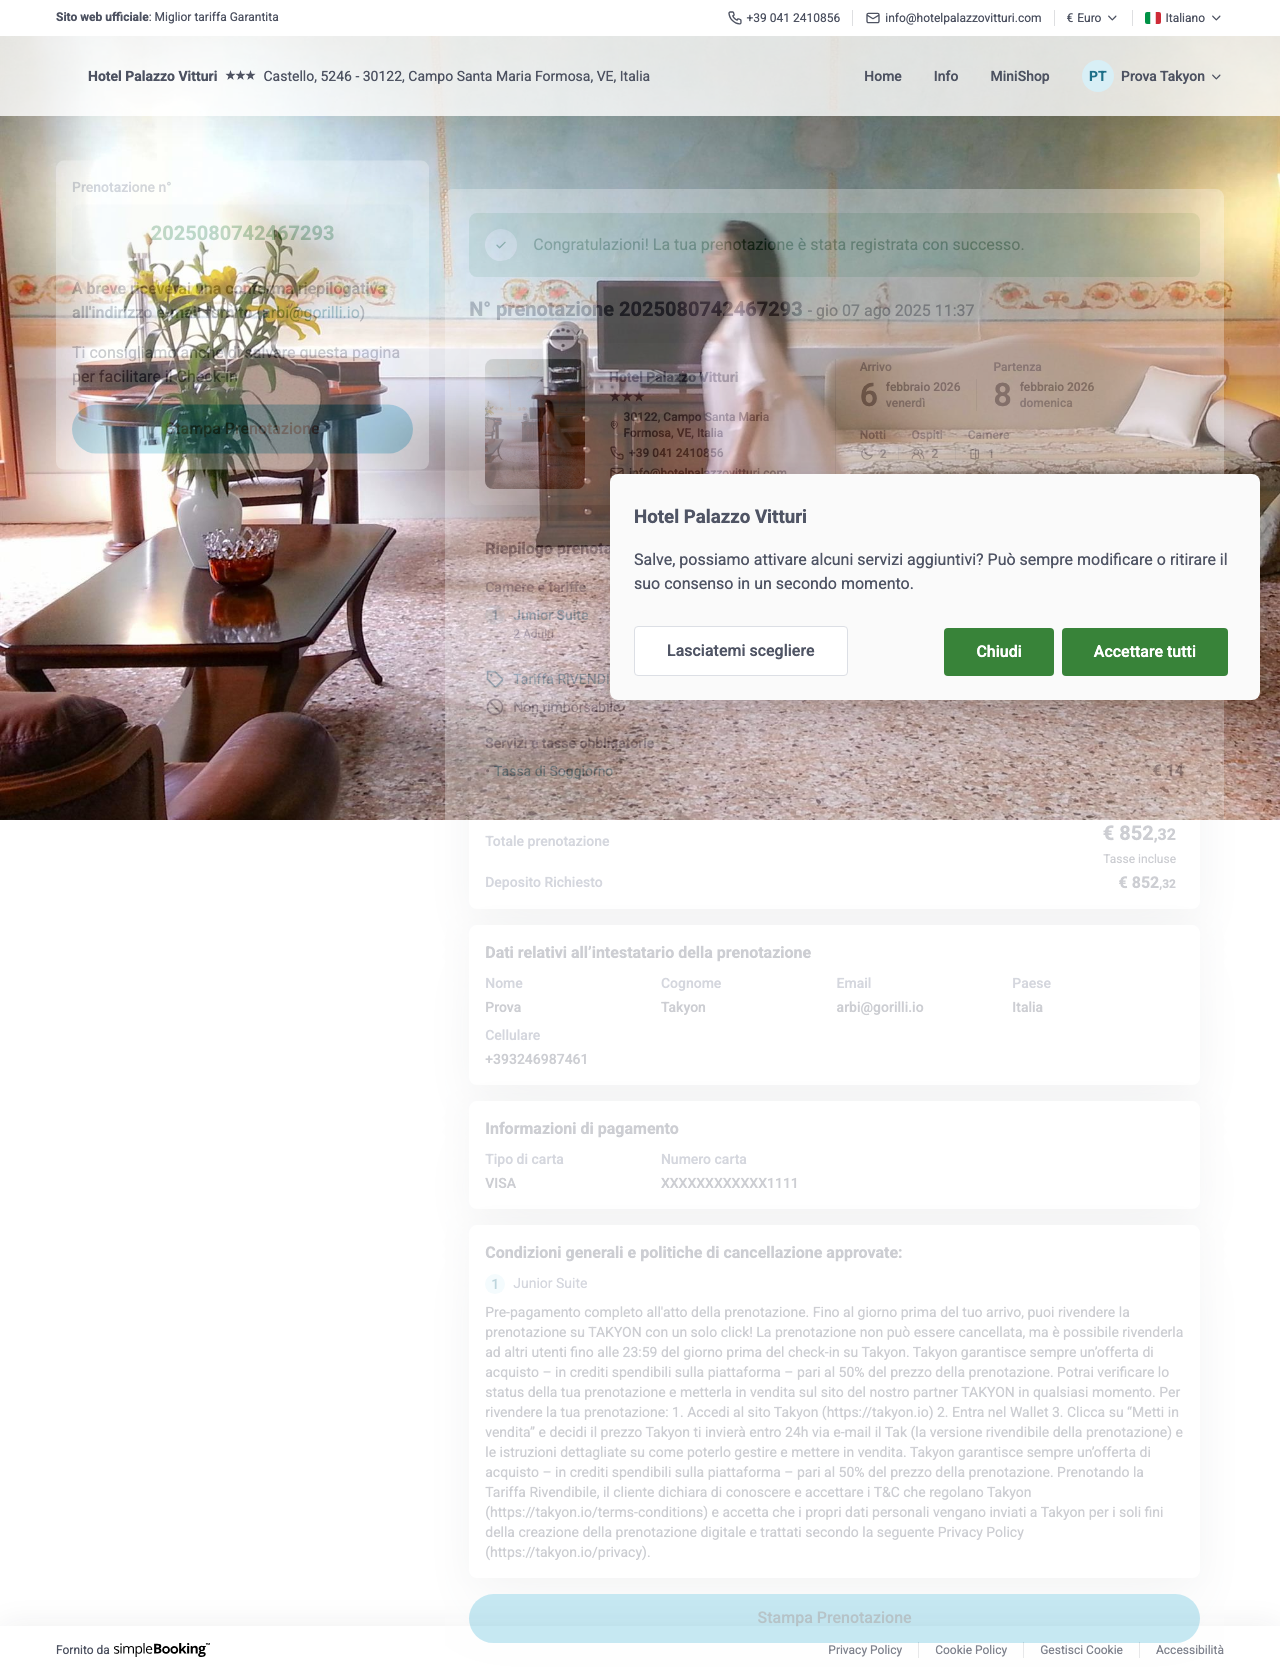 Sito web ufficiale: Miglior tariffa Garantita
+39 041 2410856
info@hotelpalazzovitturi.com
€ Euro
Italiano
Hotel Palazzo Vitturi ★★★ Castello, 5246 - 30122, Campo Santa Maria Formosa, VE, Italia
Home
Info
MiniShop
PT Prova Takyon
Prenotazione n°
2025080742467293
A breve riceverai una conferma riepilogativa
all'indirizzo e-mail fornito (arbi@gorilli.io)
Ti consigliamo anche di salvare questa pagina
per facilitare il Check-in
Stampa Prenotazione
Congratulazioni! La tua prenotazione è stata registrata con successo.
N° prenotazione 2025080742467293 - gio 07 ago 2025 11:37
Hotel Palazzo Vitturi
★★★
30122, Campo Santa Maria
Formosa, VE, Italia
+39 041 2410856
info@hotelpalazzovitturi.com
Arrivo
6 febbraio 2026
venerdì
Partenza
8 febbraio 2026
domenica
Notti
2
Ospiti
2
Camere
1
Hotel Palazzo Vitturi
Salve, possiamo attivare alcuni servizi aggiuntivi? Può sempre modificare o ritirare il
suo consenso in un secondo momento.
Lasciatemi scegliere
Chiudi
Accettare tutti
Riepilogo prenota
Camere e tariffe
1 Junior Suite
2 Adulti
Tariffa RIVENDI
Non rimborsabile
Servizi e tasse obbligatorie
· Tassa di Soggiorno
€ 14
Totale prenotazione
€ 852,32
Tasse incluse
Deposito Richiesto
€ 852,32
Dati relativi all’intestatario della prenotazione
Nome
Prova
Cognome
Takyon
Email
arbi@gorilli.io
Paese
Italia
Cellulare
+393246987461
Informazioni di pagamento
Tipo di carta
VISA
Numero carta
XXXXXXXXXXXX1111
Condizioni generali e politiche di cancellazione approvate:
1 Junior Suite
Pre-pagamento completo all'atto della prenotazione. Fino al giorno prima del tuo arrivo, puoi rivendere la
prenotazione su TAKYON con un solo click! La prenotazione non può essere cancellata, ma è possibile rivenderla
ad altri utenti fino alle 23:59 del giorno prima del check-in su Takyon. Takyon garantisce sempre un’offerta di
acquisto – in crediti spendibili sulla piattaforma – pari al 50% del prezzo della prenotazione. Potrai verificare lo
status della tua prenotazione e metterla in vendita sul sito del nostro partner TAKYON in qualsiasi momento. Per
rivendere la tua prenotazione: 1. Accedi al sito Takyon (https://takyon.io) 2. Entra nel Wallet 3. Clicca su “Metti in
vendita” e decidi il prezzo Takyon ti invierà entro 24h via e-mail il Tak (la versione rivendibile della prenotazione) e
le istruzioni dettagliate su come poterlo gestire e mettere in vendita. Takyon garantisce sempre un’offerta di
acquisto – in crediti spendibili sulla piattaforma – pari al 50% del prezzo della prenotazione. Prenotando la
Tariffa Rivendibile, il cliente dichiara di conoscere e accettare i T&C che regolano Takyon
(https://takyon.io/terms-conditions) e accetta che i propri dati personali vengano inviati a Takyon per i soli fini
della creazione della prenotazione digitale e trattati secondo la seguente Privacy Policy
(https://takyon.io/privacy).
Stampa Prenotazione
Fornito da simpleBooking™
Privacy Policy
Cookie Policy
Gestisci Cookie
Accessibilità